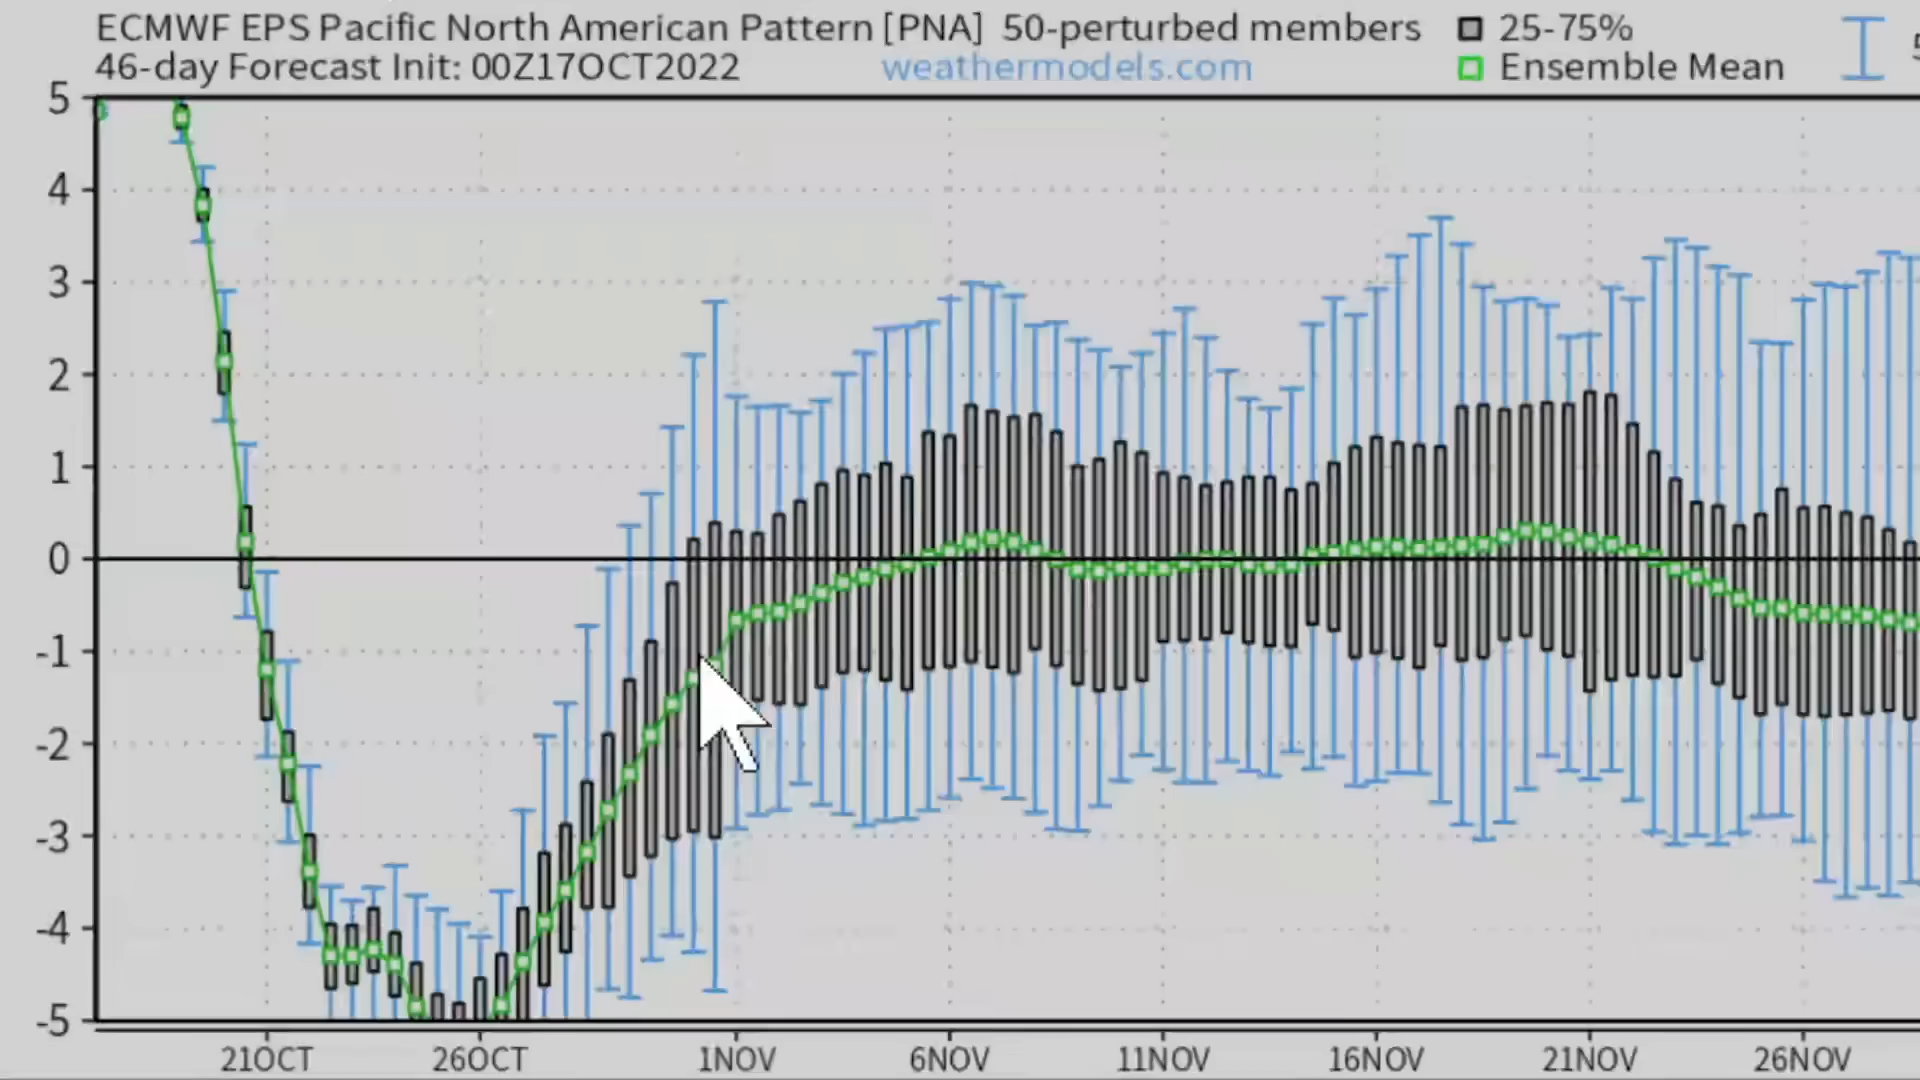 ECMWF EPS Pacific North American Pattern [PNA] 50-perturbed members
25-75%
46-day Forecast Init: 00Z17OCT2022
weathermodels.com
Ensemble Mean
5
4
3
2
1
0
-1
-2
-3
-4
-5
21OCT 26OCT 1NOV 6NOV 11NOV 16NOV 21NOV 26NOV